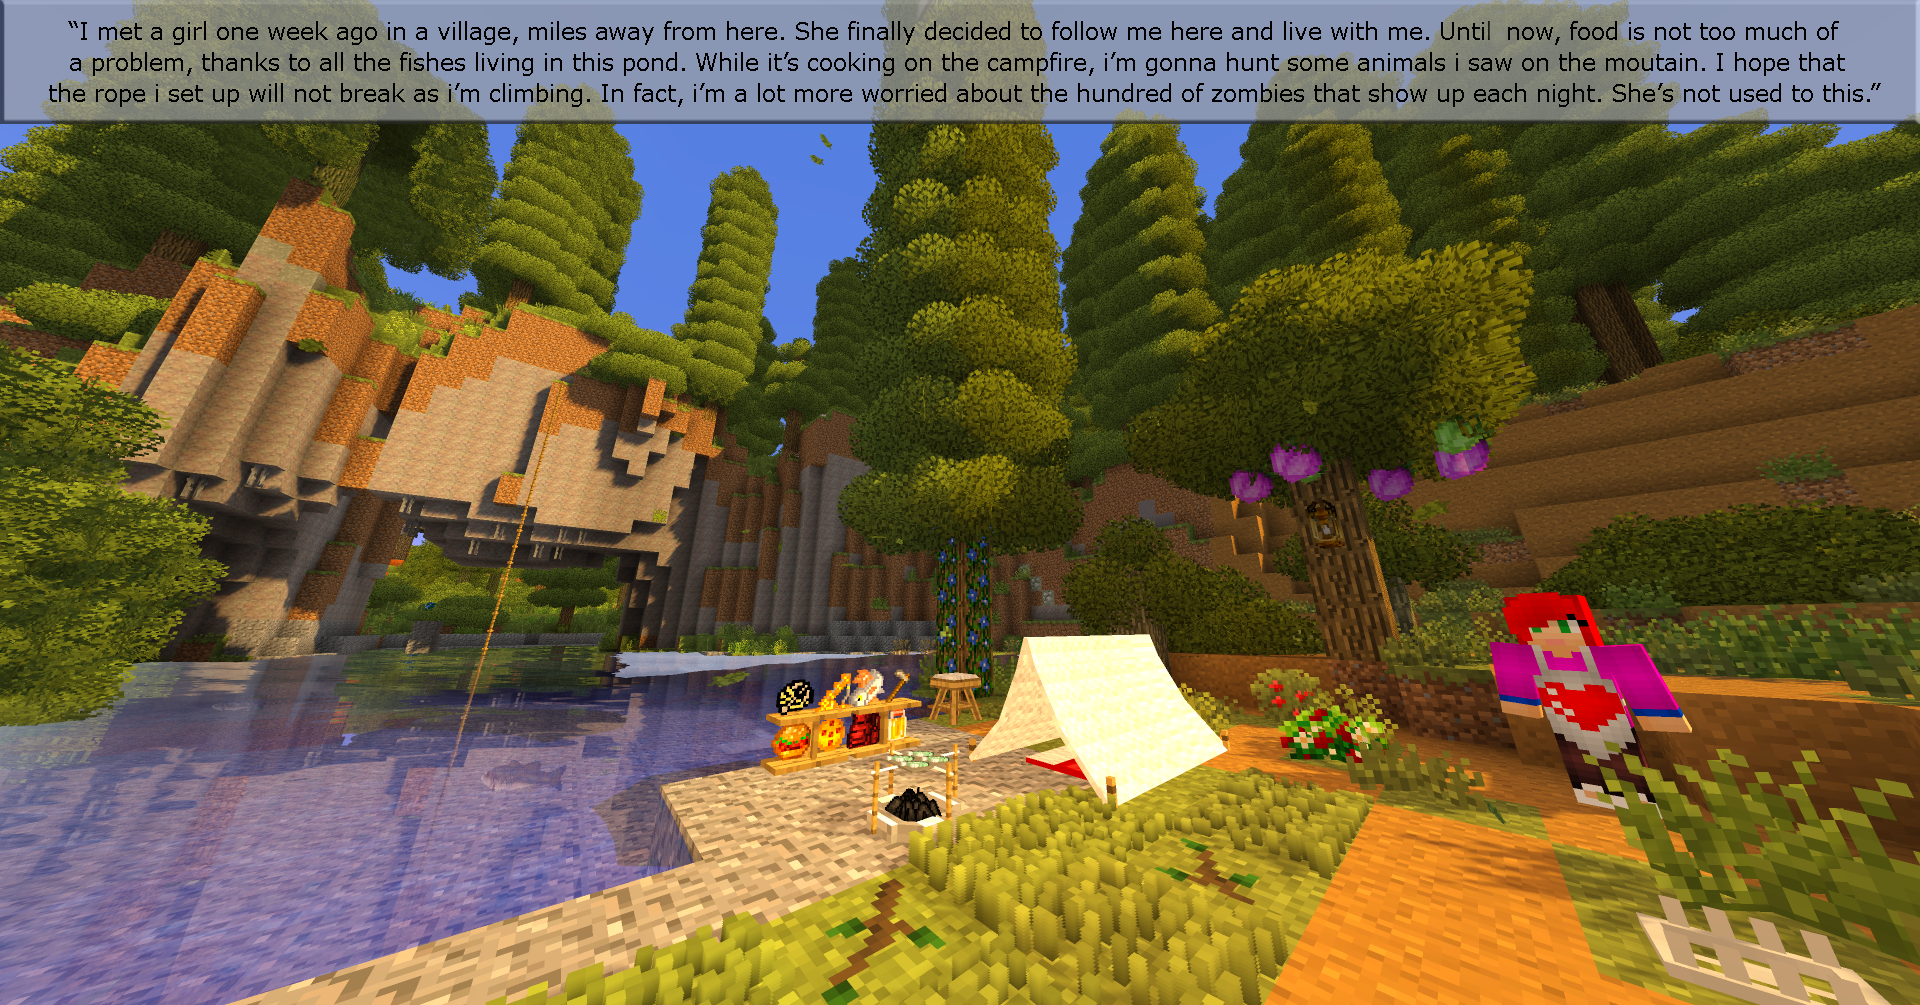 “I met a girl one week ago in a village, miles away from here. She finally decided to follow me here and live with me. Until  now, food is not too much of
a problem, thanks to all the fishes living in this pond. While it’s cooking on the campfire, i’m gonna hunt some animals i saw on the moutain. I hope that
the rope i set up will not break as i’m climbing. In fact, i’m a lot more worried about the hundred of zombies that show up each night. She’s not used to this.”